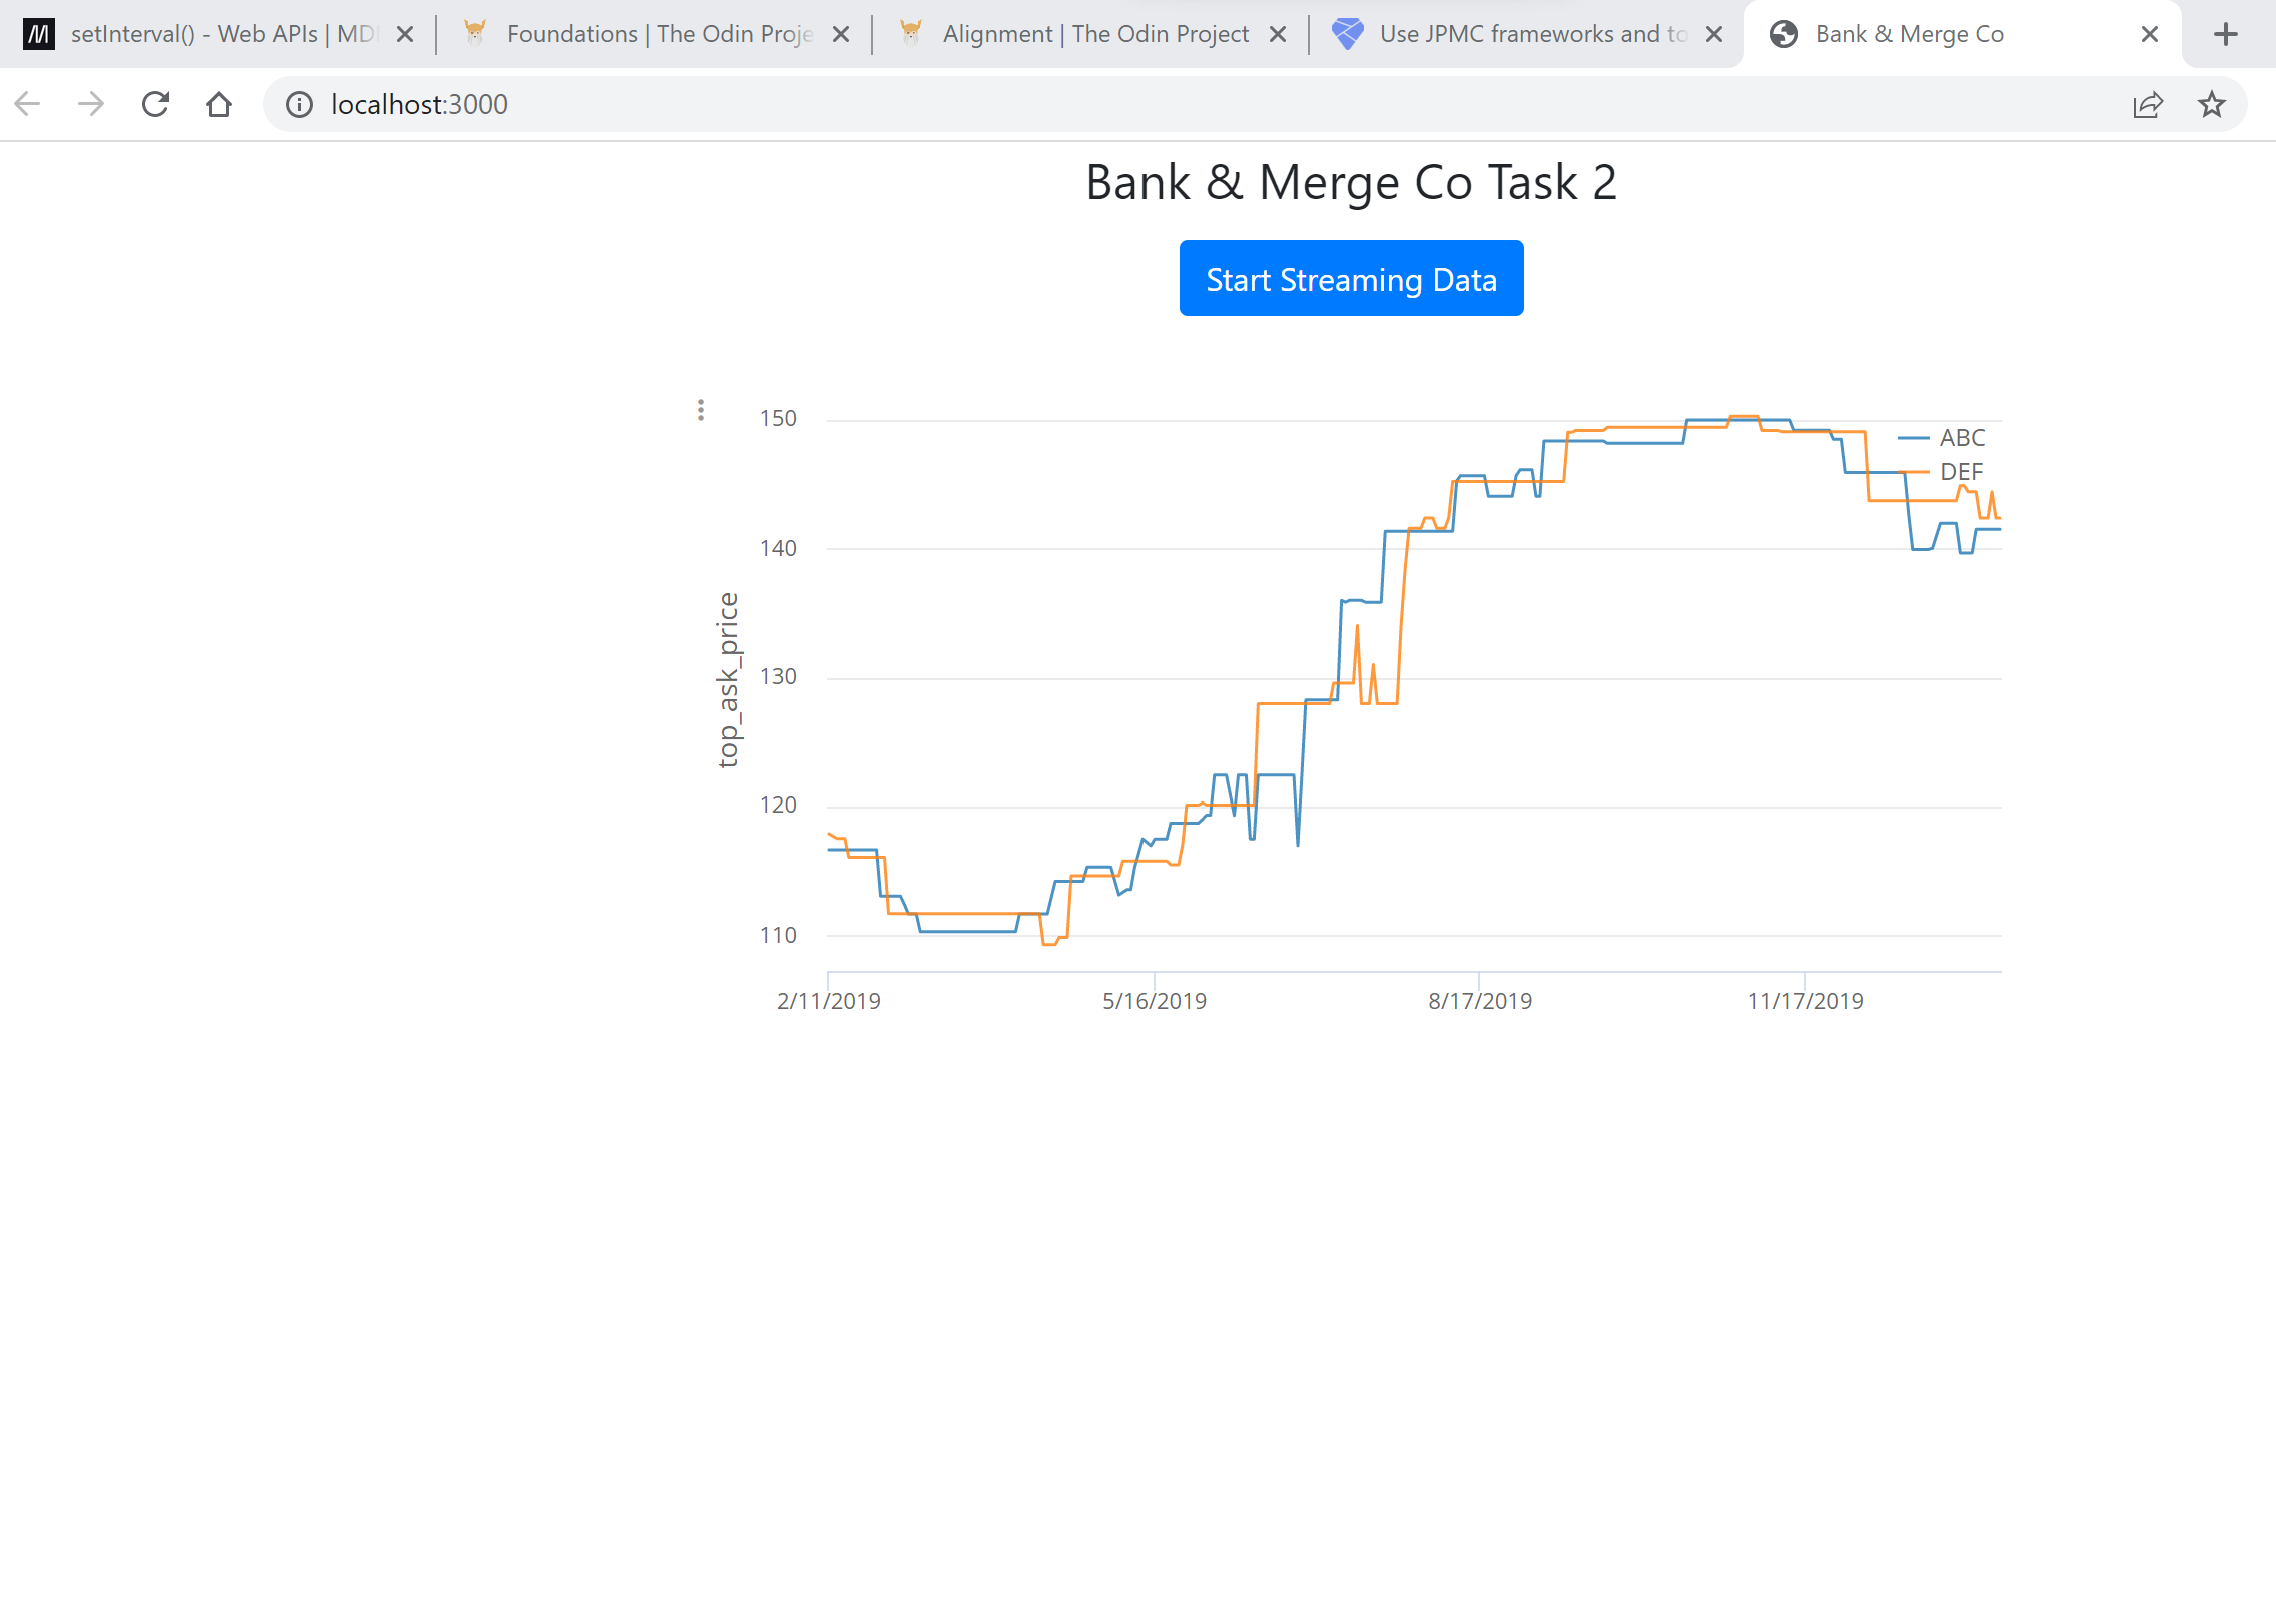 setInterval() - Web APIs | MD
Foundations | The Odin Proje
Alignment | The Odin Project
Use JPMC frameworks and to
Bank & Merge Co
localhost:3000
Bank & Merge Co Task 2
Start Streaming Data
150
ABC
DEF
140
130
120
110
top_ask_price
2/11/2019
5/16/2019
8/17/2019
11/17/2019